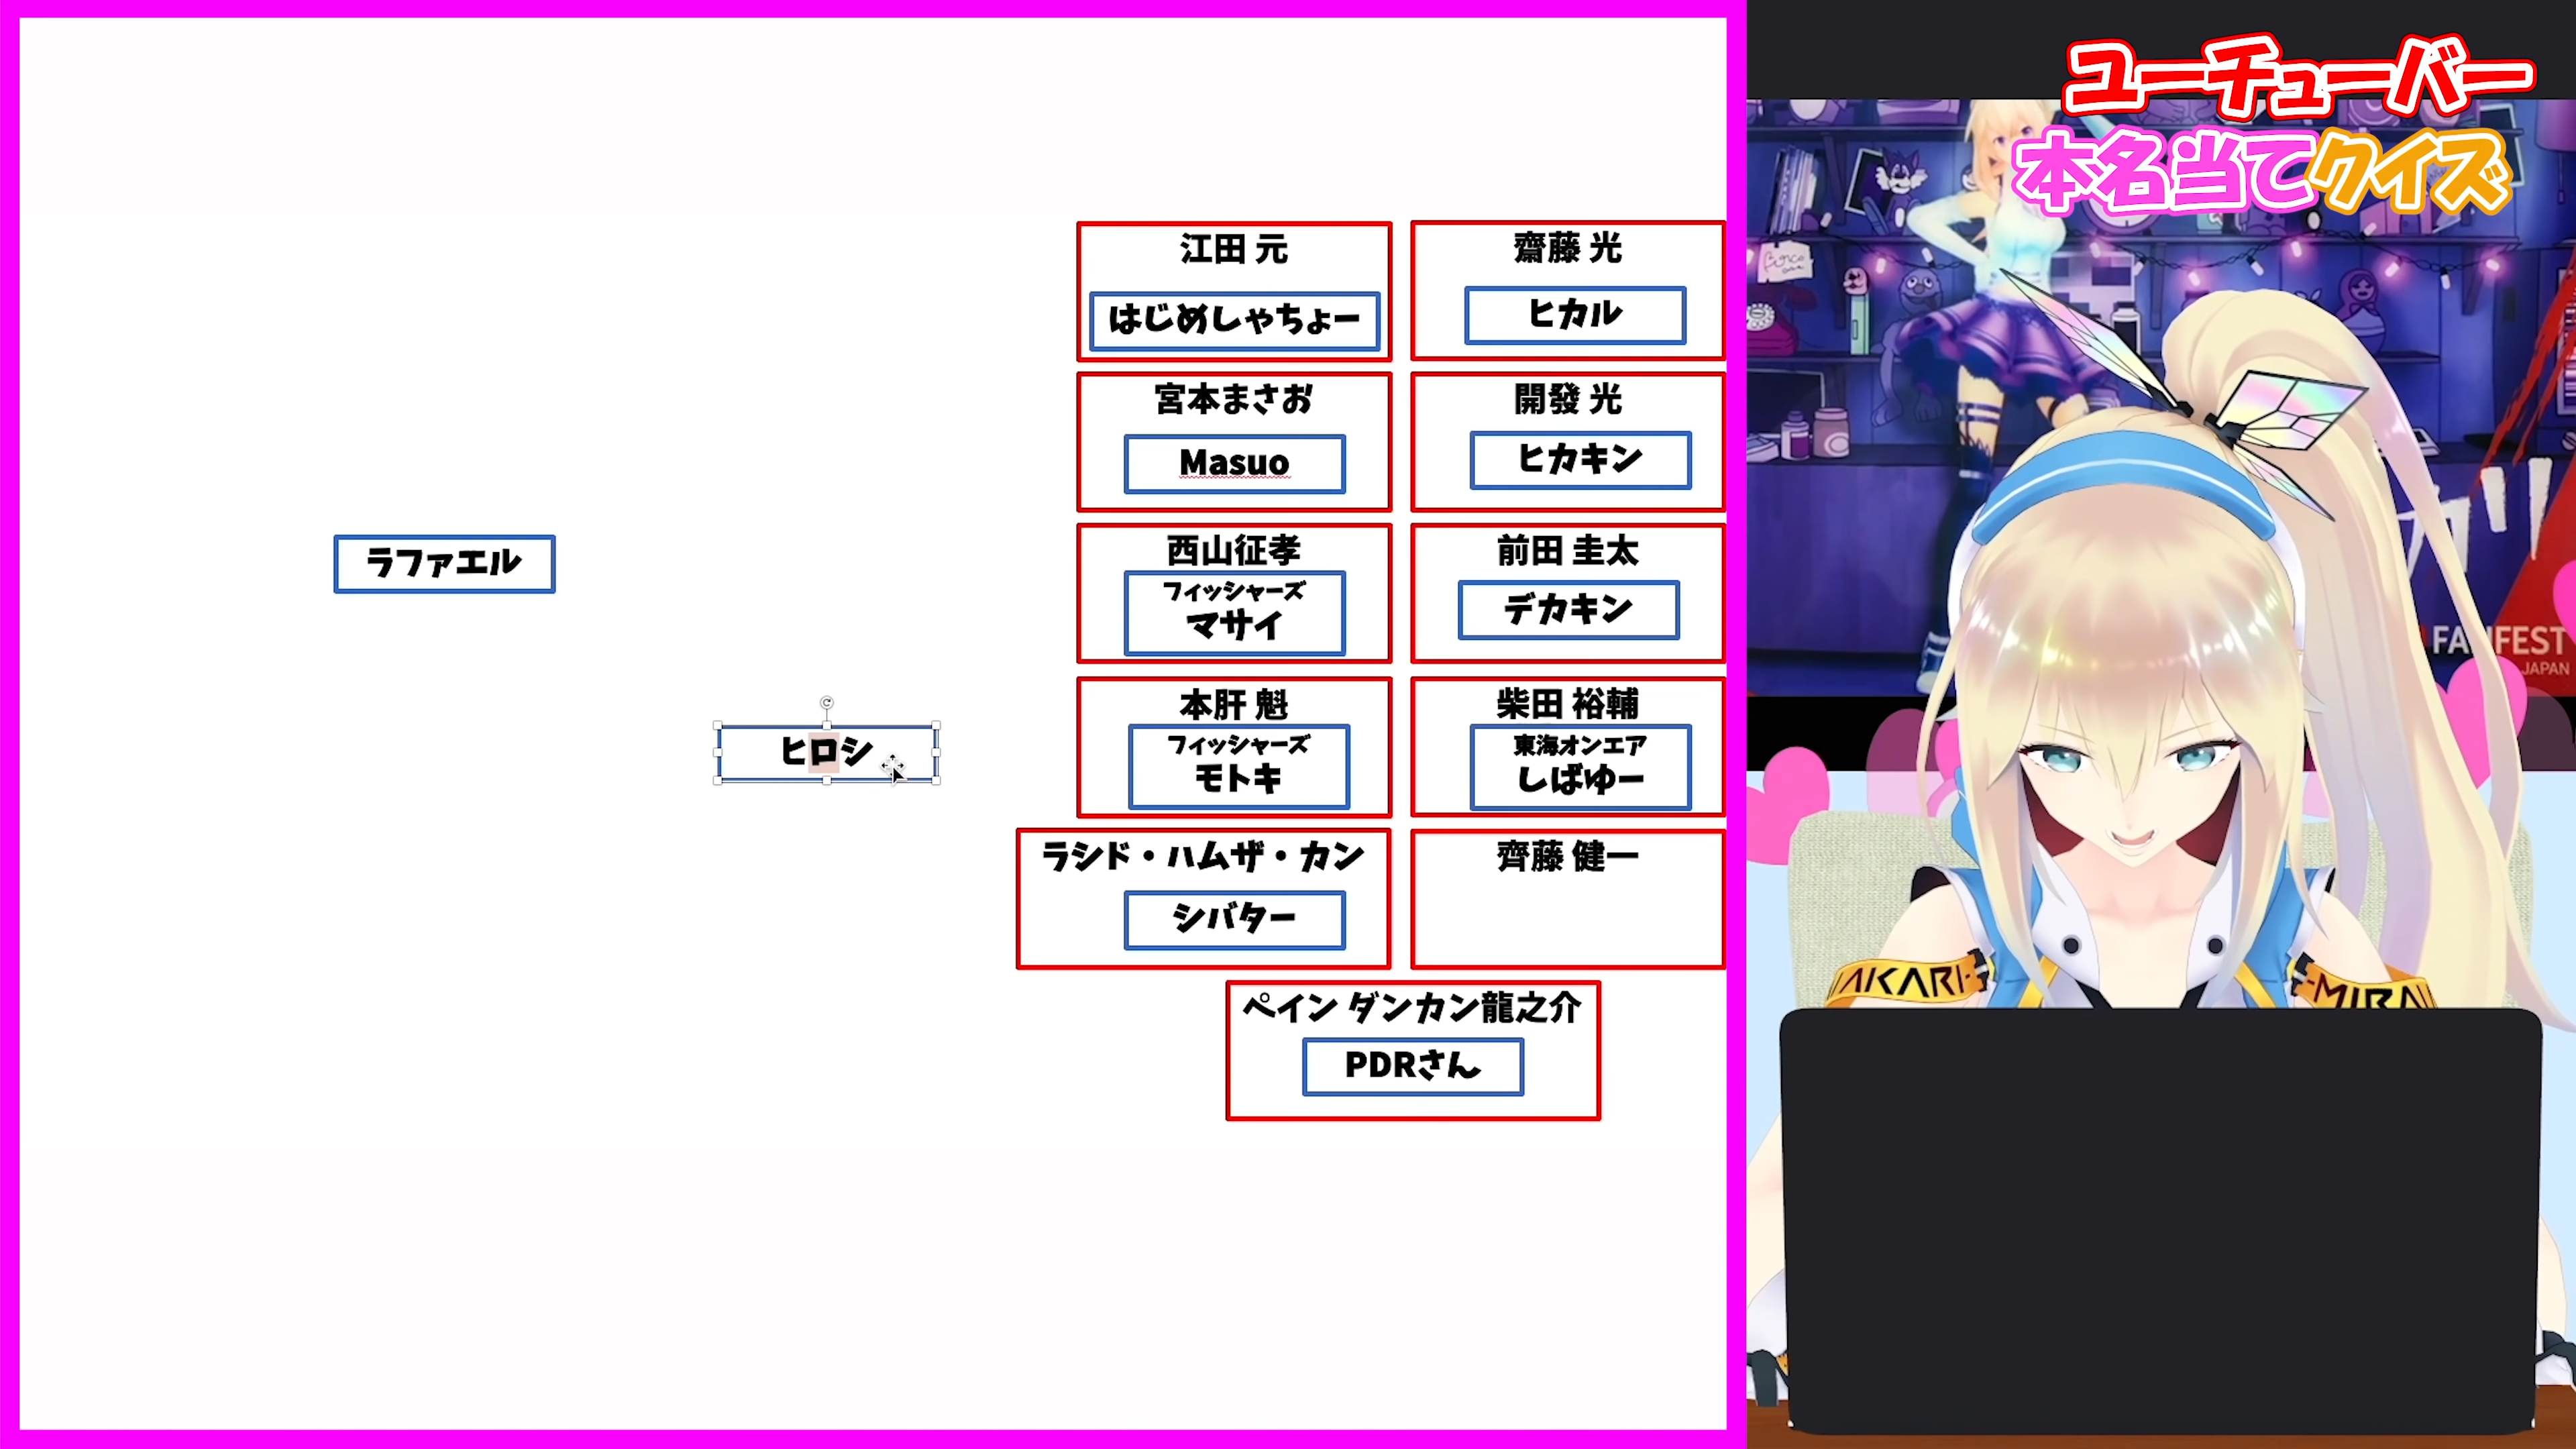 ユーチューバー
本名当てクイズ
江田 元
はじめしゃちょー
齋藤 光
ヒカル
宮本まさお
Masuo
開發 光
ヒカキン
西山征孝
フィッシャーズ
マサイ
前田 圭太
デカキン
ラファエル
本肝 魁
フィッシャーズ
モトキ
柴田 裕輔
東海オンエア
しばゆー
ヒロシ
ラシド・ハムザ・カン
シバター
齊藤 健一
ペイン ダンカン龍之介
PDRさん
JAPAN
AKARI
MIRAI